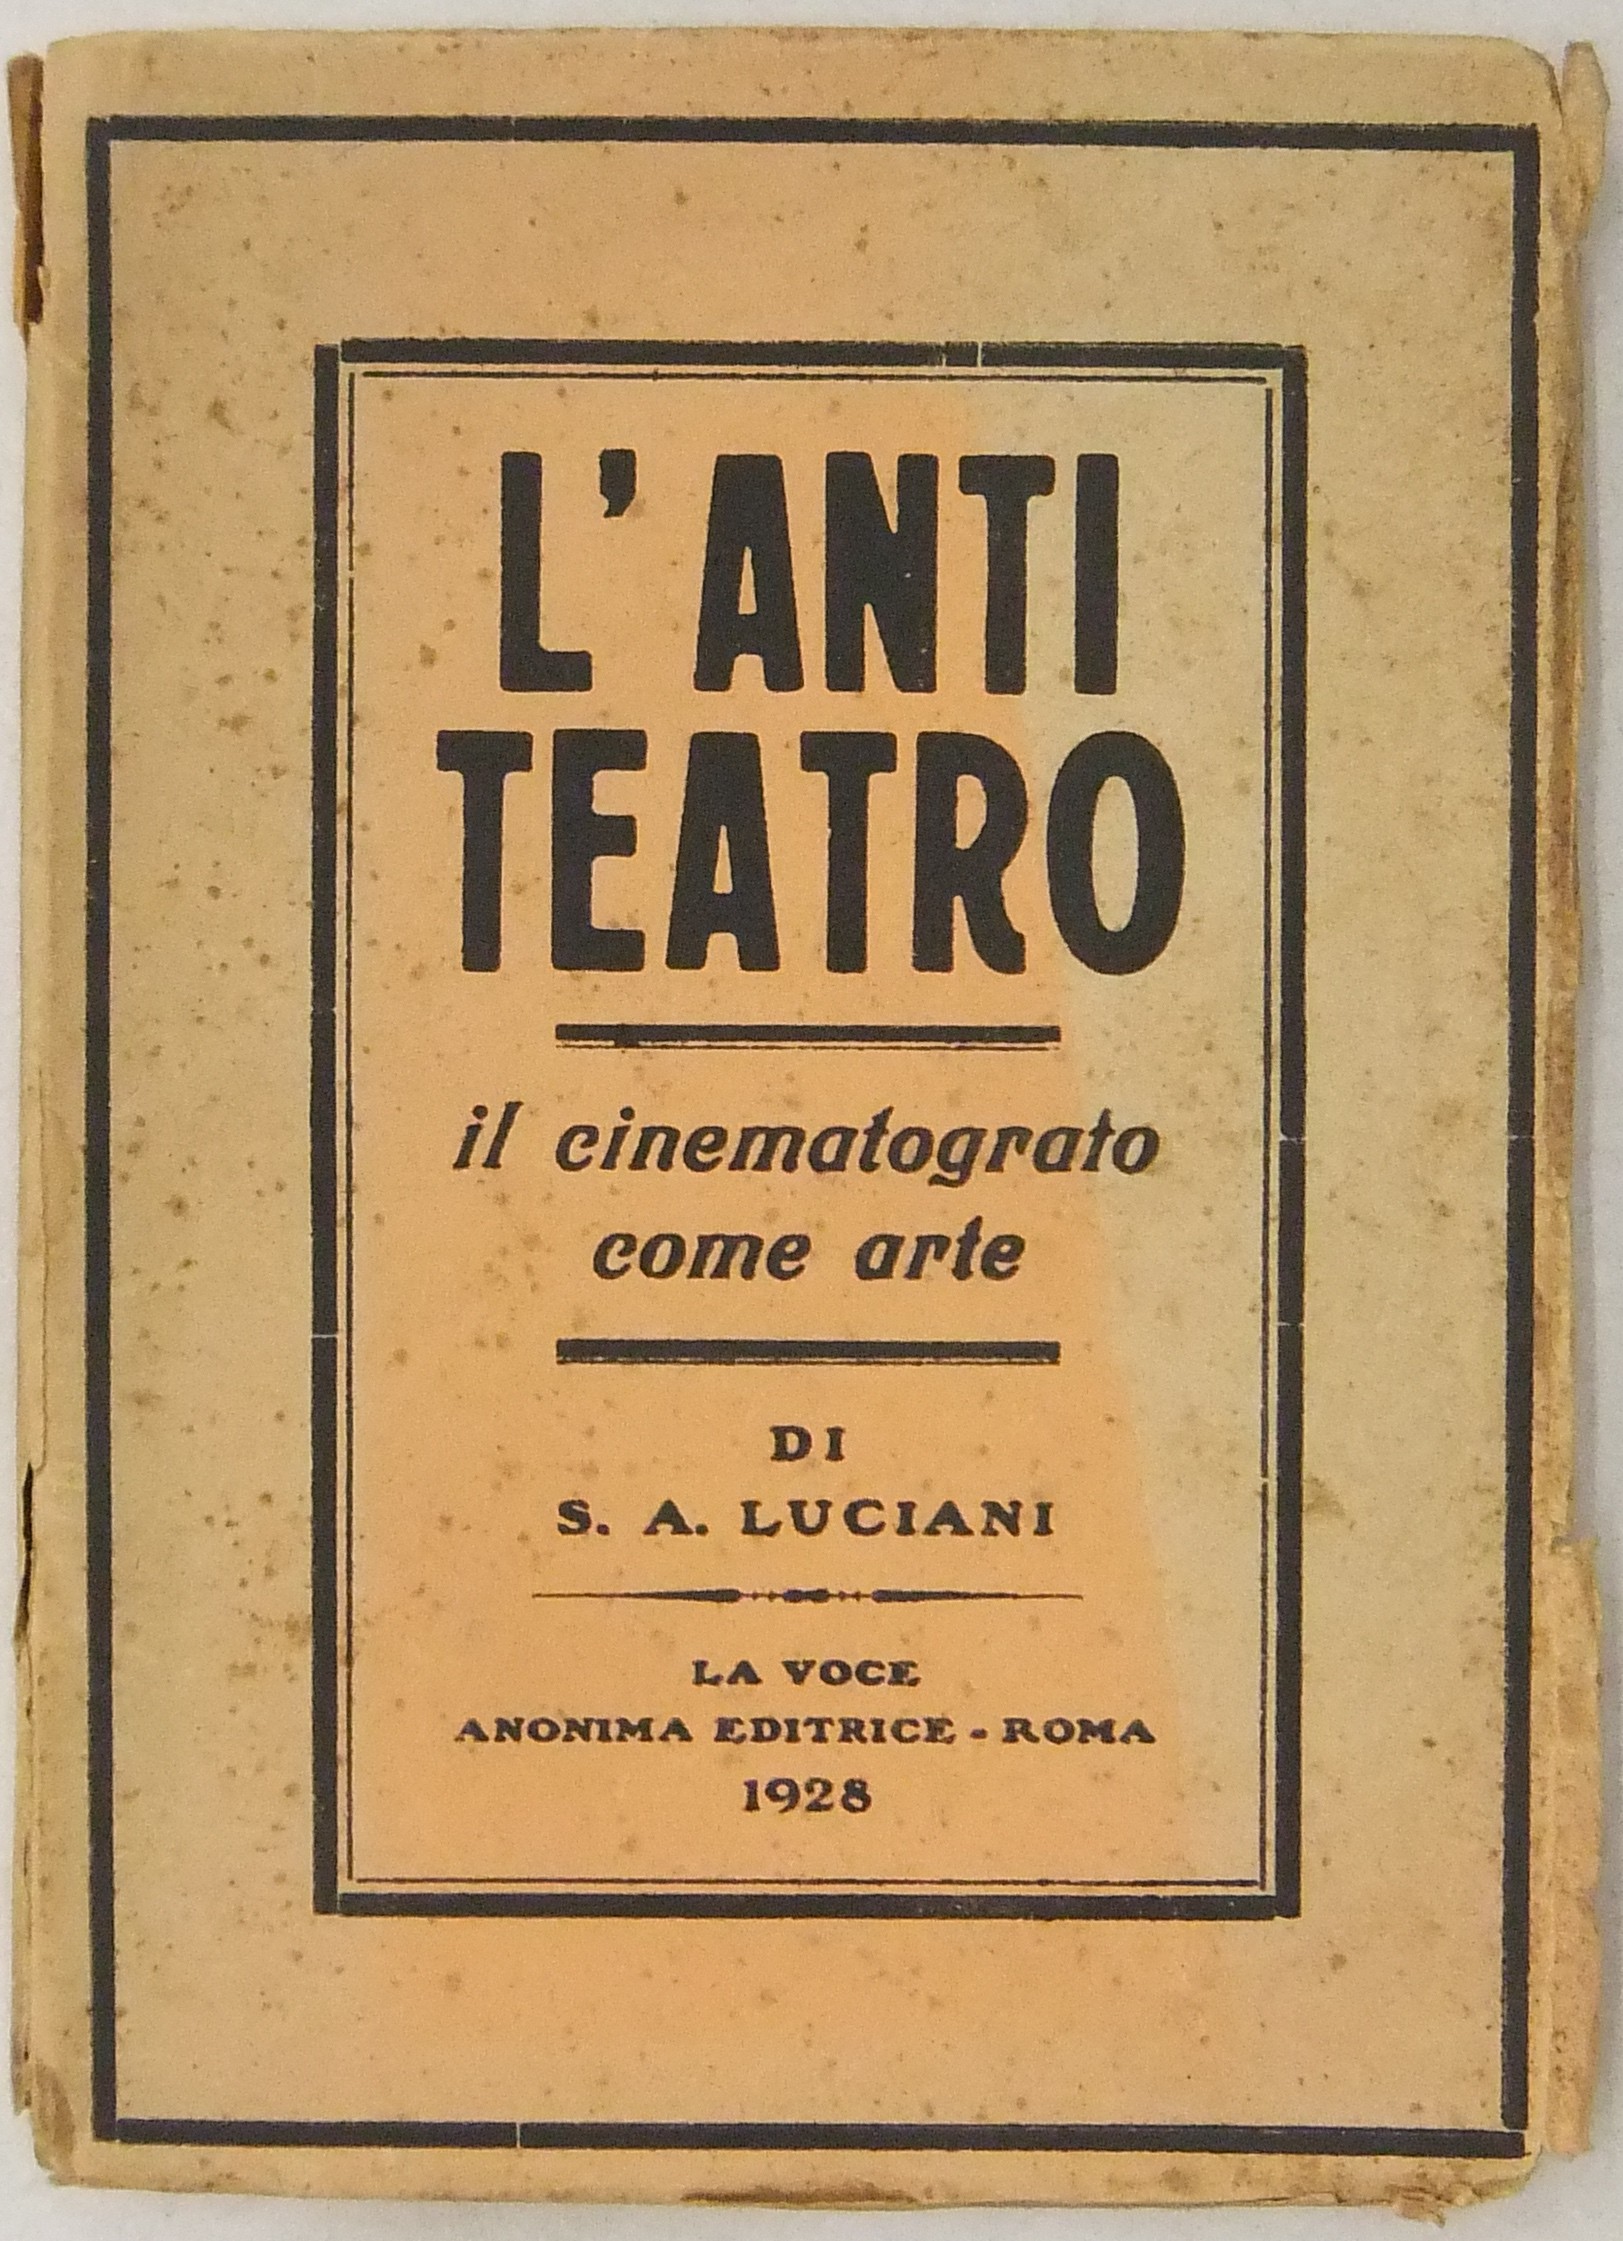 L'ANTI
TEATRO
il cinematografo
come arte
DI
S. A. LUCIANI
LA VOCE
ANONIMA EDITRICE - ROMA
1928